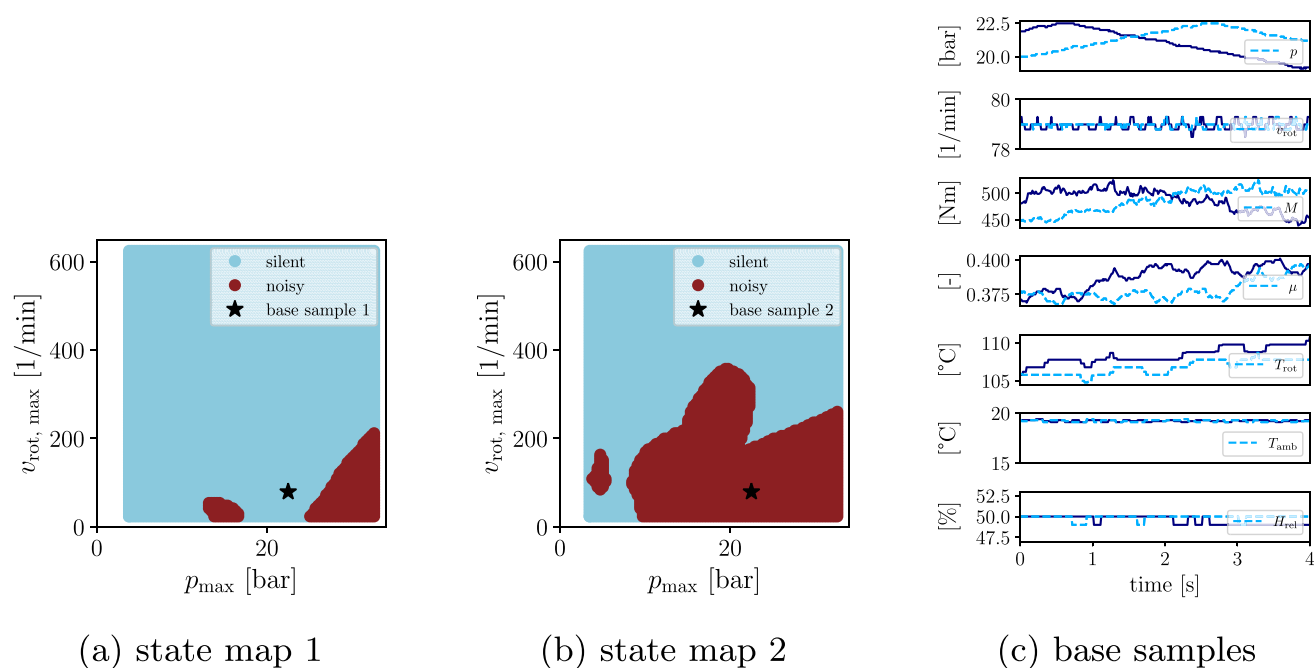 600
400
200
0
0
20
v_rot, max [1/min]
p_max [bar]
silent
noisy
base sample 1
(a) state map 1
600
400
200
0
0
20
v_rot, max [1/min]
p_max [bar]
silent
noisy
base sample 2
(b) state map 2
22.5
20.0
[bar]
p
80
78
[1/min]
v_rot
500
450
[Nm]
M
0.400
0.375
[-]
μ
110
105
[°C]
T_rot
20
15
[°C]
T_amb
52.5
50.0
47.5
[%]
H_rel
0 1 2 3 4
time [s]
(c) base samples